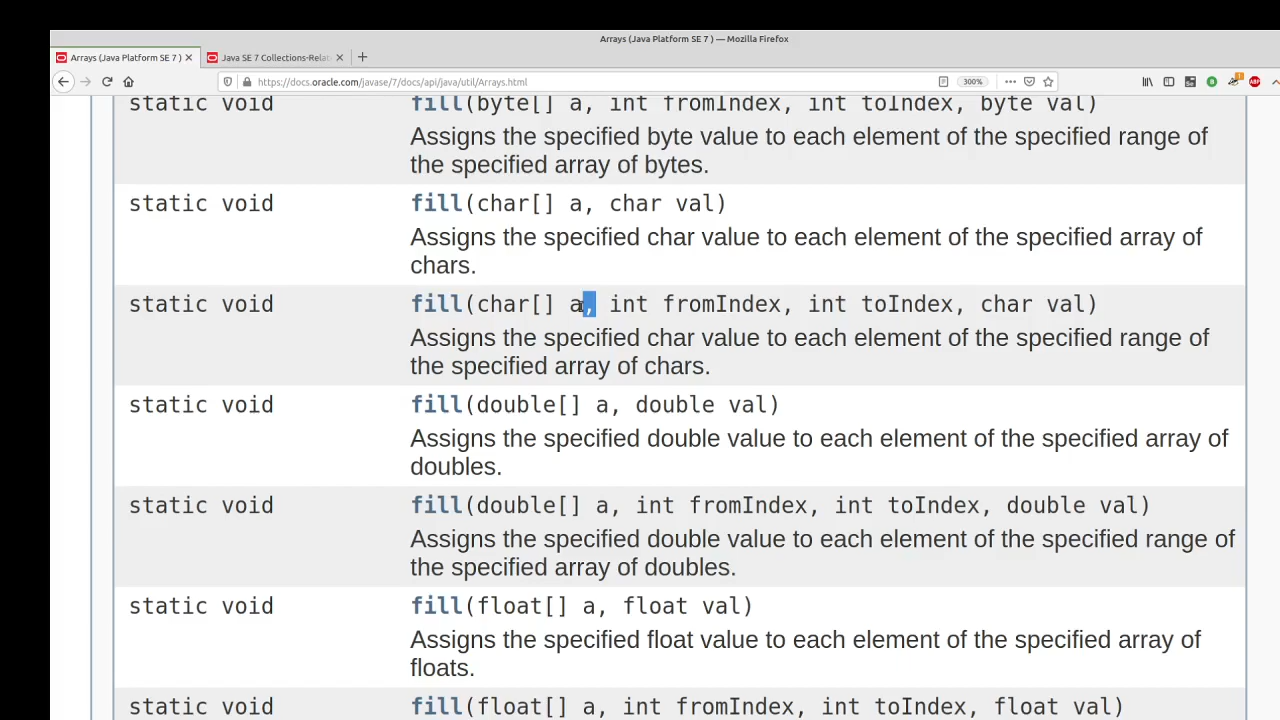 Arrays (Java Platform SE 7 ) — Mozilla Firefox
Arrays (Java Platform SE 7 )
Java SE 7 Collections-Relat
https://docs.oracle.com/javase/7/docs/api/java/util/Arrays.html
300%
static void fill(byte[] a, int fromIndex, int toIndex, byte val)
Assigns the specified byte value to each element of the specified range of
the specified array of bytes.
static void fill(char[] a, char val)
Assigns the specified char value to each element of the specified array of
chars.
static void fill(char[] a, int fromIndex, int toIndex, char val)
Assigns the specified char value to each element of the specified range of
the specified array of chars.
static void fill(double[] a, double val)
Assigns the specified double value to each element of the specified array of
doubles.
static void fill(double[] a, int fromIndex, int toIndex, double val)
Assigns the specified double value to each element of the specified range of
the specified array of doubles.
static void fill(float[] a, float val)
Assigns the specified float value to each element of the specified array of
floats.
static void fill(float[] a, int fromIndex, int toIndex, float val)